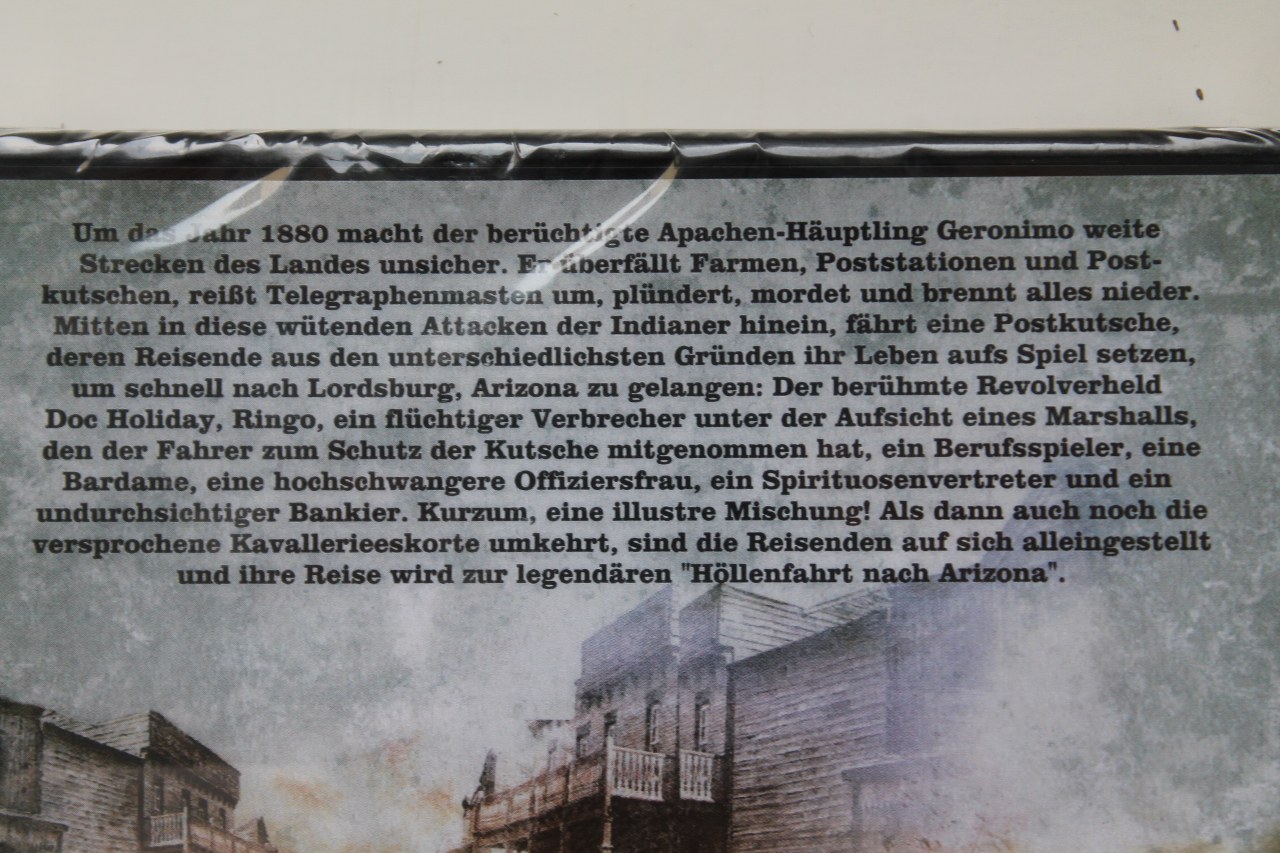 Um das Jahr 1880 macht der berüchtigte Apachen-Häuptling Geronimo weite
Strecken des Landes unsicher. Er überfällt Farmen, Poststationen und Post-
kutschen, reißt Telegraphenmasten um, plündert, mordet und brennt alles nieder.
Mitten in diese wütenden Attacken der Indianer hinein, fährt eine Postkutsche,
deren Reisende aus den unterschiedlichsten Gründen ihr Leben aufs Spiel setzen,
um schnell nach Lordsburg, Arizona zu gelangen: Der berühmte Revolverheld
Doc Holiday, Ringo, ein flüchtiger Verbrecher unter der Aufsicht eines Marshalls,
den der Fahrer zum Schutz der Kutsche mitgenommen hat, ein Berufsspieler, eine
Bardame, eine hochschwangere Offiziersfrau, ein Spirituosenvertreter und ein
undurchsichtiger Bankier. Kurzum, eine illustre Mischung! Als dann auch noch die
versprochene Kavallerieeskorte umkehrt, sind die Reisenden auf sich alleingestellt
und ihre Reise wird zur legendären "Höllenfahrt nach Arizona".